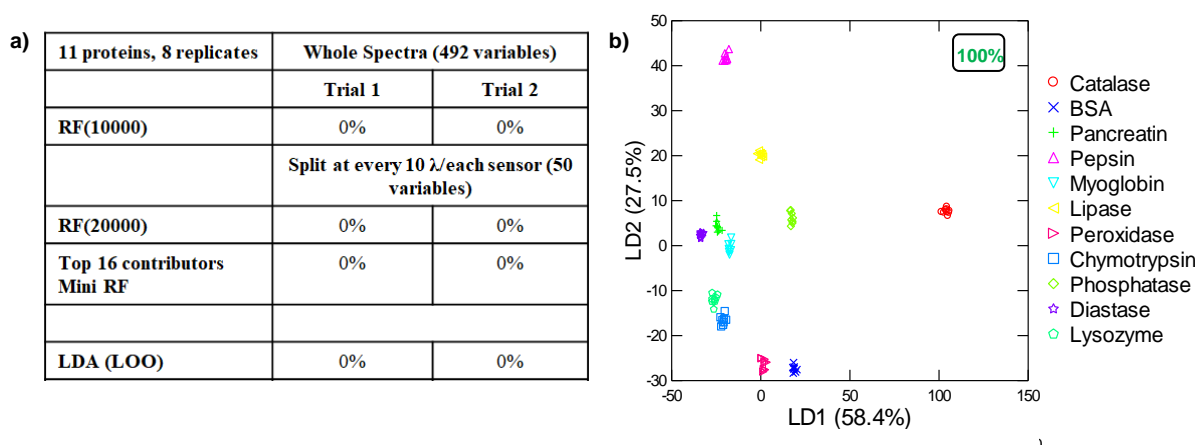 a)
11 proteins, 8 replicates Whole Spectra (492 variables)
Trial 1 Trial 2
RF(10000) 0% 0%
Split at every 10 λ/each sensor (50
variables)
RF(20000) 0% 0%
Top 16 contributors 0% 0%
Mini RF
LDA (LOO) 0% 0%
b)
50
40
30
20
10
0
-10
-20
-30
LD2 (27.5%)
100%
-50 0 50 100 150
LD1 (58.4%)
Catalase
BSA
Pancreatin
Pepsin
Myoglobin
Lipase
Peroxidase
Chymotrypsin
Phosphatase
Diastase
Lysozyme
)